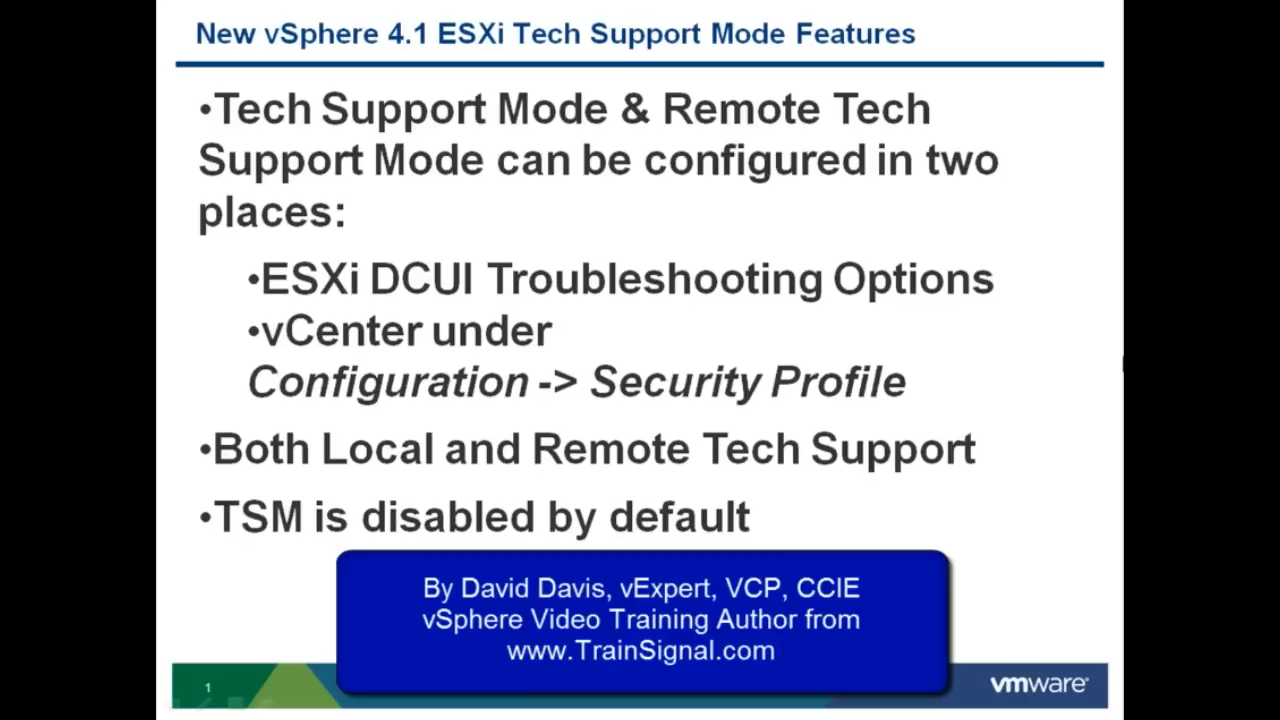 New vSphere 4.1 ESXi Tech Support Mode Features
•Tech Support Mode & Remote Tech
Support Mode can be configured in two
places:
•ESXi DCUI Troubleshooting Options
•vCenter under
Configuration -> Security Profile
•Both Local and Remote Tech Support
•TSM is disabled by default
By David Davis, vExpert, VCP, CCIE
vSphere Video Training Author from
www.TrainSignal.com
1
vmware®